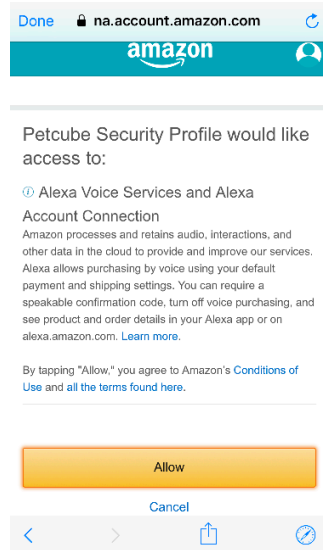 Done na.account.amazon.com
amazon
Petcube Security Profile would like
access to:
Alexa Voice Services and Alexa
Account Connection
Amazon processes and retains audio, interactions, and
other data in the cloud to provide and improve our services.
Alexa allows purchasing by voice using your default
payment and shipping settings. You can require a
speakable confirmation code, turn off voice purchasing, and
see product and order details in your Alexa app or on
alexa.amazon.com. Learn more.
By tapping "Allow," you agree to Amazon's Conditions of
Use and all the terms found here.
Allow
Cancel